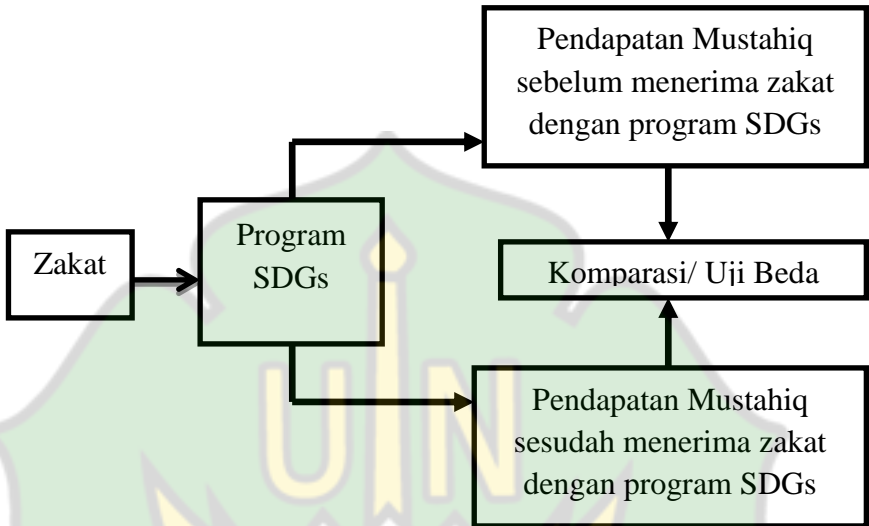 Pendapatan Mustahiq
sebelum menerima zakat
dengan program SDGs
Zakat
Program
SDGs
Komparasi/ Uji Beda
Pendapatan Mustahiq
sesudah menerima zakat
dengan program SDGs
UIN